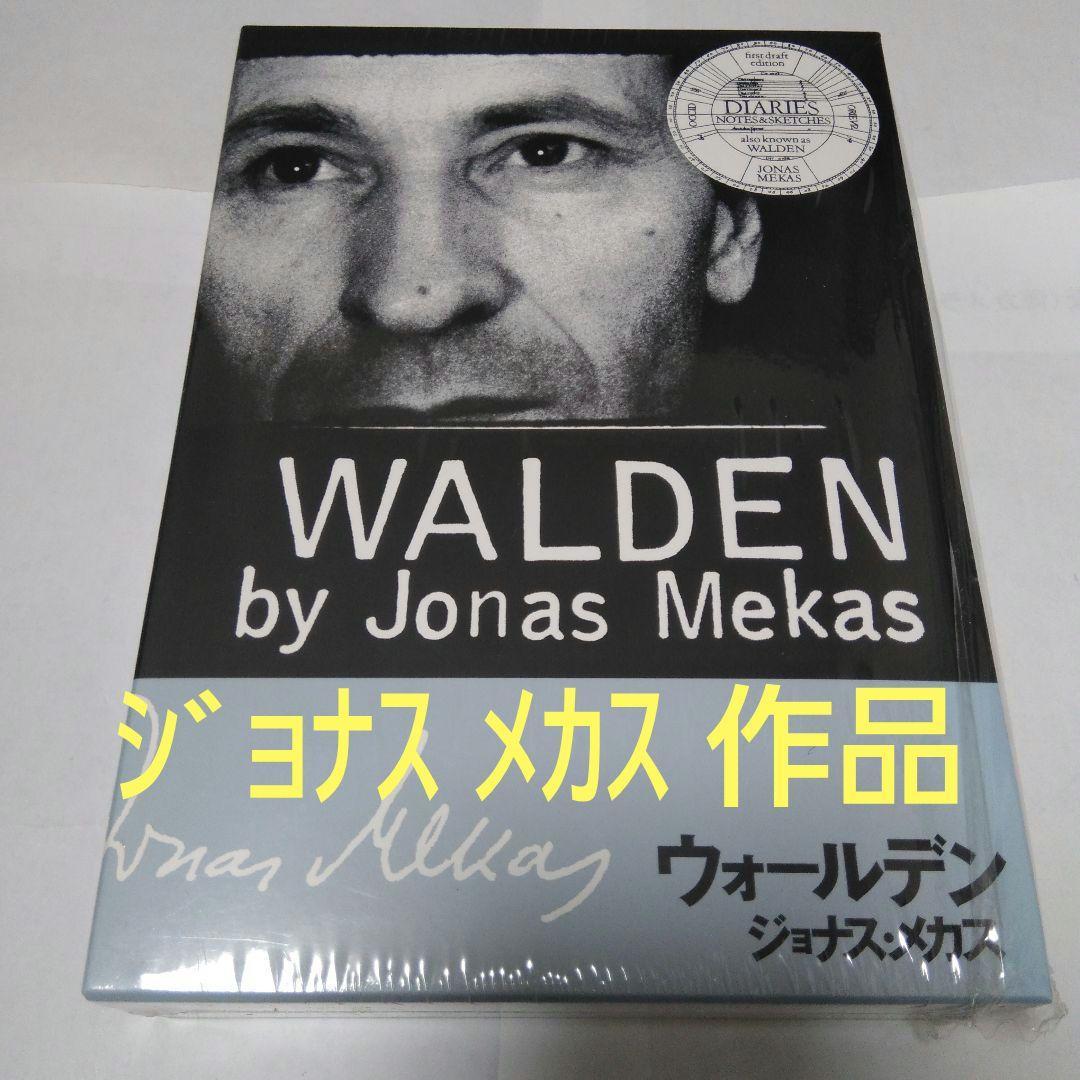 first draft
edition
DIARIES
NOTES & SKETCHES
also known as
WALDEN
JONAS
MEKAS
WALDEN
by Jonas Mekas
ｼﾞｮﾅｽ ﾒｶｽ 作品
Jonas Mekas
ウォールデン
ジョナス・メカス